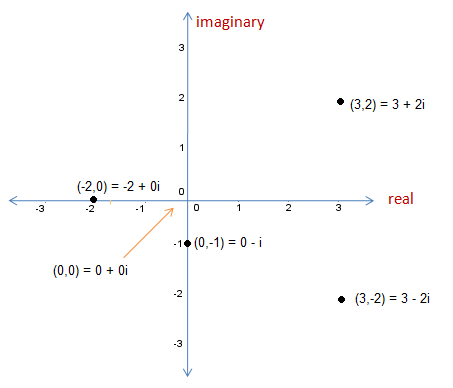 imaginary
3
2
(3,2) = 3 + 2i
1
(-2,0) = -2 + 0i
0
real
-3 -2 -1 0 1 2 3
-1 (0,-1) = 0 - i
(0,0) = 0 + 0i
-2 (3,-2) = 3 - 2i
-3